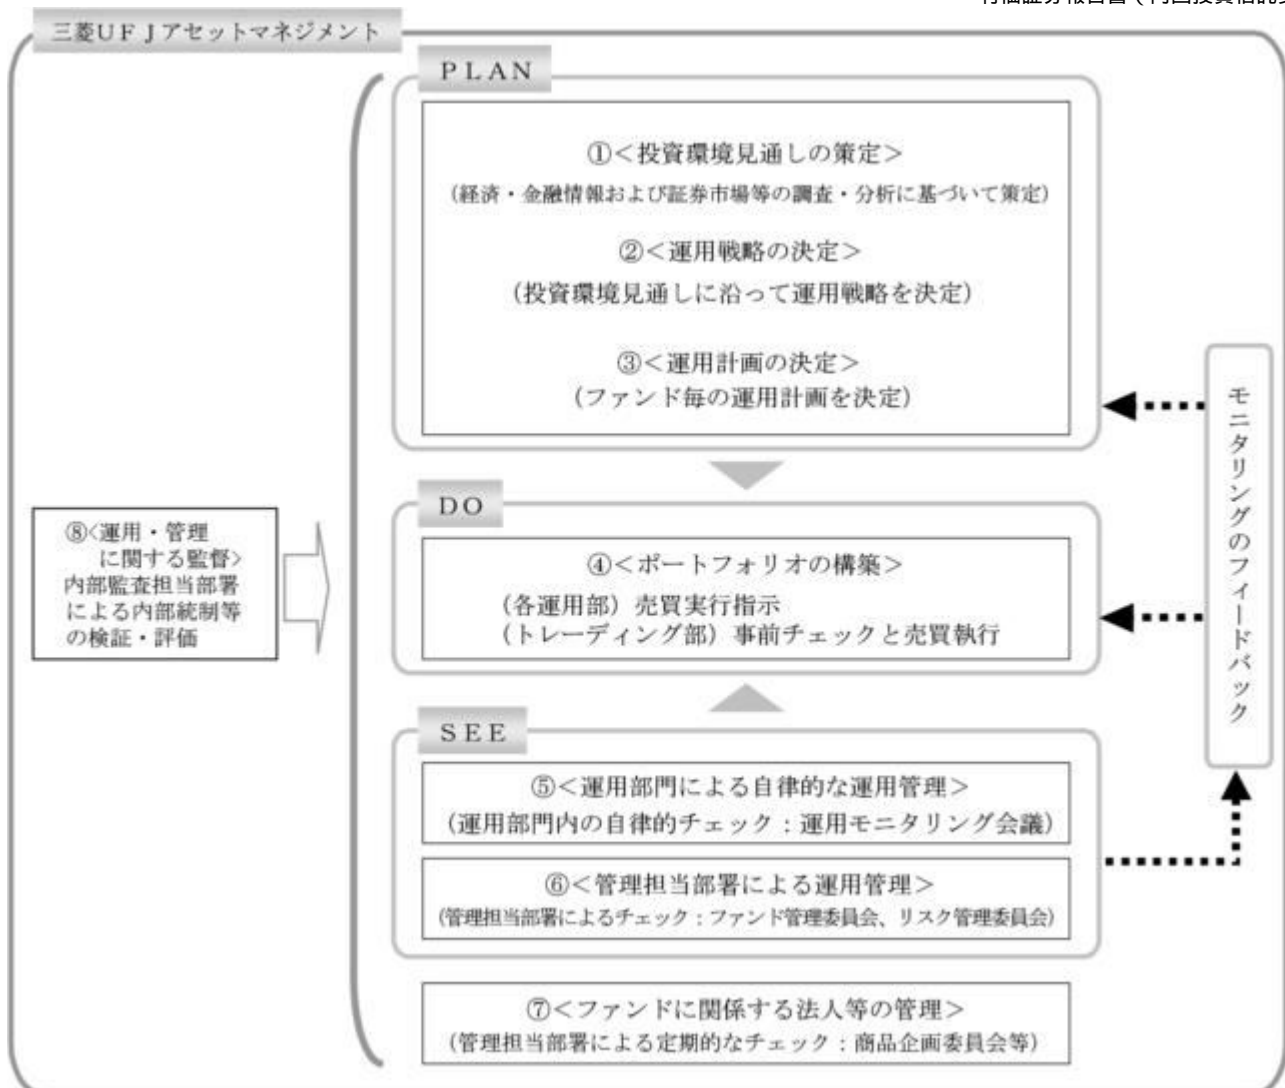 三菱UFJアセットマネジメント
PLAN
①<投資環境見通しの策定>
(経済・金融情報および証券市場等の調査・分析に基づいて策定)
②<運用戦略の決定>
(投資環境見通しに沿って運用戦略を決定)
③<運用計画の決定>
(ファンド毎の運用計画を決定)
DO
④<ポートフォリオの構築>
(各運用部)売買実行指示
(トレーディング部)事前チェックと売買執行
SEE
⑤<運用部門による自律的な運用管理>
(運用部門内の自律的チェック:運用モニタリング会議)
⑥<管理担当部署による運用管理>
(管理担当部署によるチェック:ファンド管理委員会、リスク管理委員会)
⑦<ファンドに関係する法人等の管理>
(管理担当部署による定期的なチェック:商品企画委員会等)
⑧<運用・管理
に関する監督>
内部監査担当部署
による内部統制等
の検証・評価
モニタリングのフィードバック